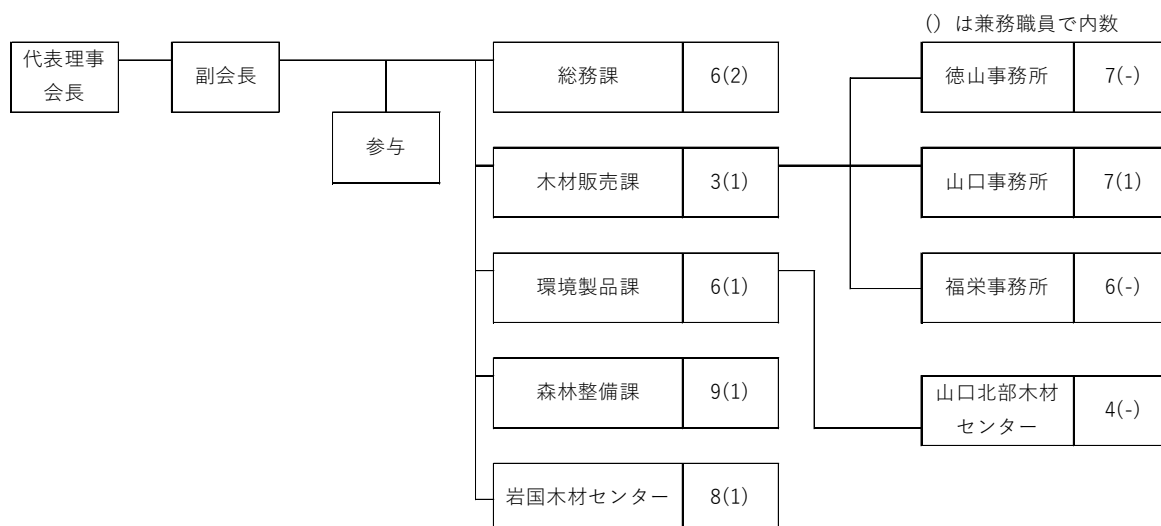 () は兼務職員で内数
代表理事
会長
副会長
参与
総務課 6(2)
木材販売課 3(1)
環境製品課 6(1)
森林整備課 9(1)
岩国木材センター 8(1)
徳山事務所 7(-)
山口事務所 7(1)
福栄事務所 6(-)
山口北部木材
センター 4(-)